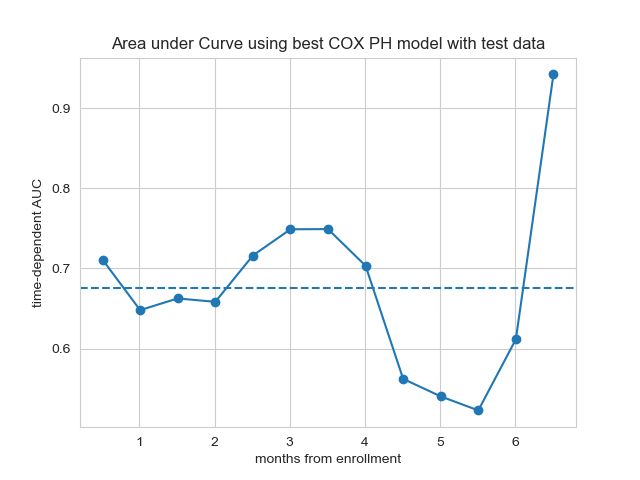 Area under Curve using best COX PH model with test data
time-dependent AUC
0.9
0.8
0.7
0.6
1 2 3 4 5 6
months from enrollment